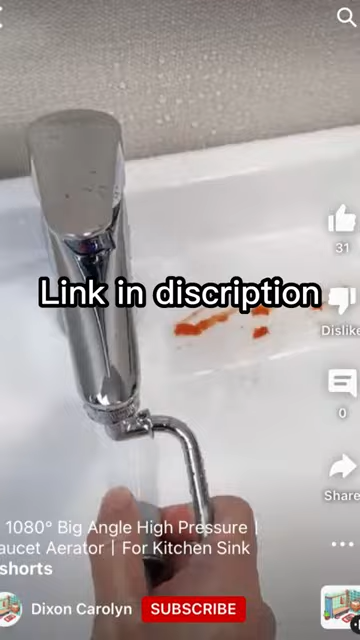 Link in discription
31
Dislike
0
Share
1080° Big Angle High Pressure |
aucet Aerator | For Kitchen Sink
shorts
Dixon Carolyn
SUBSCRIBE